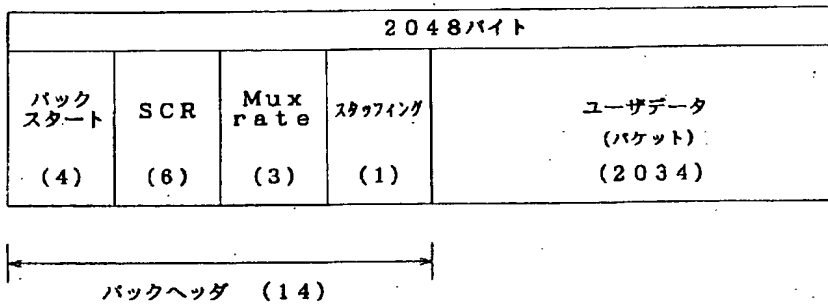 2048バイト
パック
スタート
(4)
SCR
(6)
Mux
rate
(3)
スタッフィング
(1)
ユーザデータ
(パケット)
(2034)
パックヘッダ (14)